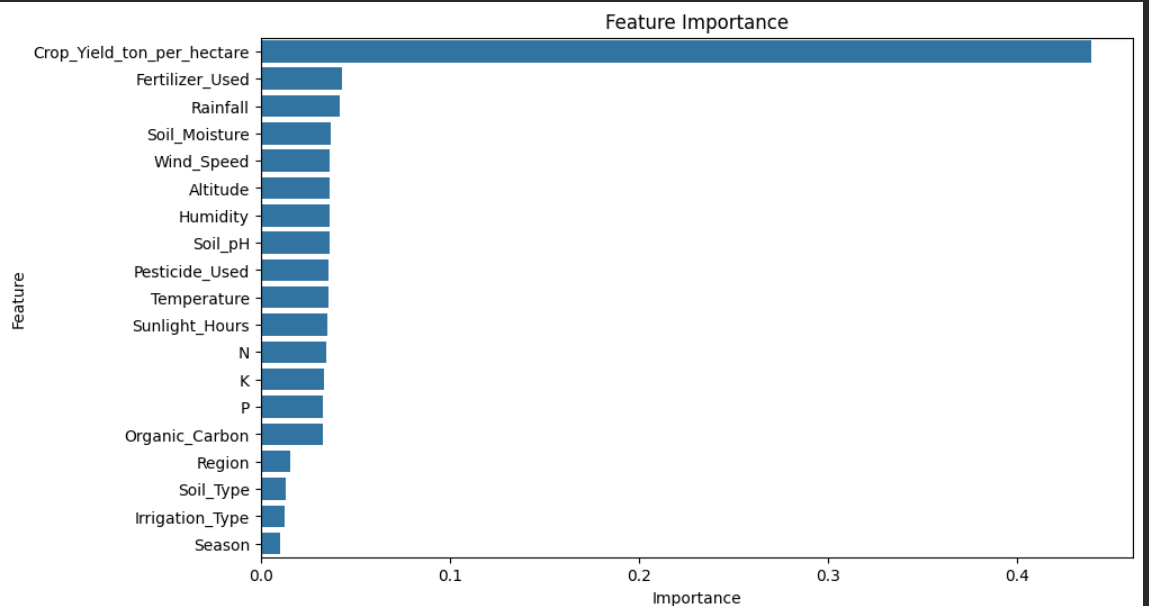 Feature Importance
Crop_Yield_ton_per_hectare
Fertilizer_Used
Rainfall
Soil_Moisture
Wind_Speed
Altitude
Humidity
Soil_pH
Pesticide_Used
Temperature
Sunlight_Hours
N
K
P
Organic_Carbon
Region
Soil_Type
Irrigation_Type
Season
Feature
0.0 0.1 0.2 0.3 0.4
Importance